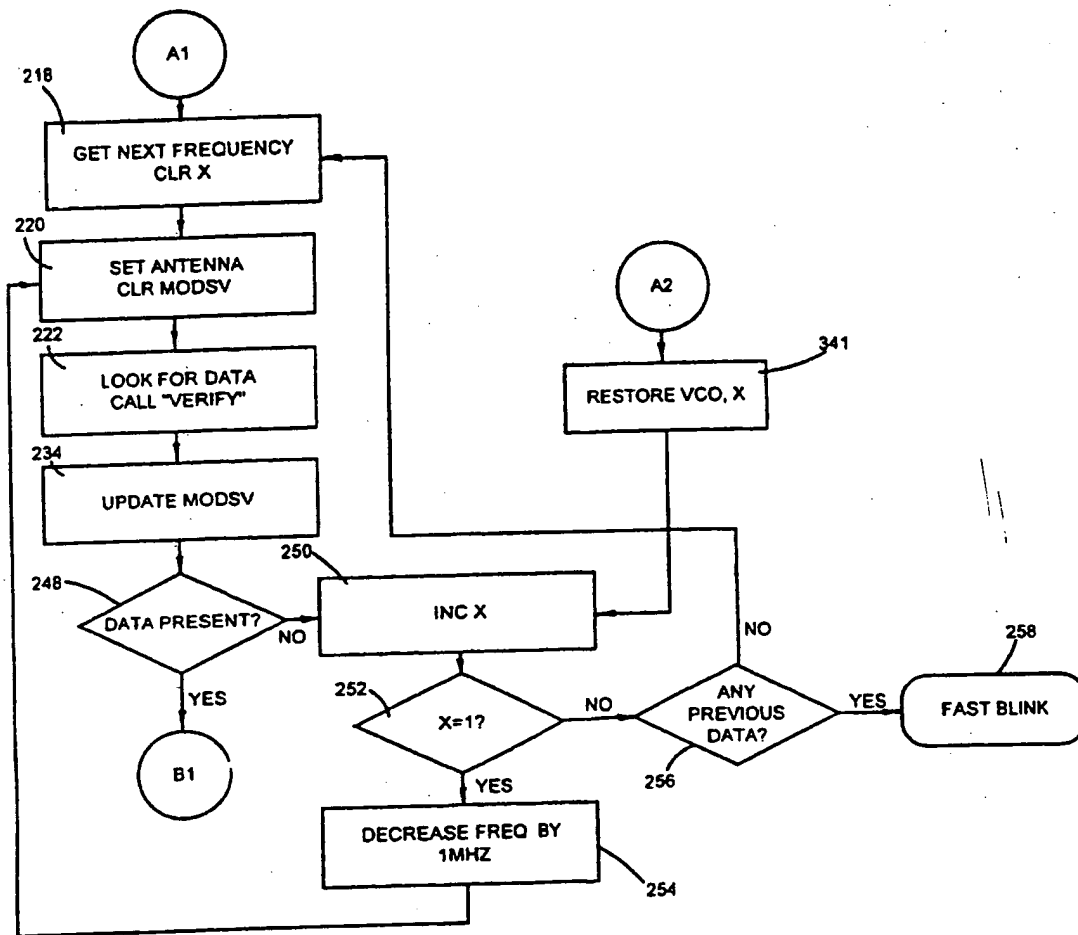 A1
218
GET NEXT FREQUENCY
CLR X
220
SET ANTENNA
CLR MODSV
A2
222
LOOK FOR DATA
CALL "VERIFY"
341
RESTORE VCO, X
234
UPDATE MODSV
250
INC X
248
DATA PRESENT?
NO
YES
B1
252
X=1?
NO
YES
NO
ANY
PREVIOUS
DATA?
256
YES
258
FAST BLINK
DECREASE FREQ BY
1MHZ
254